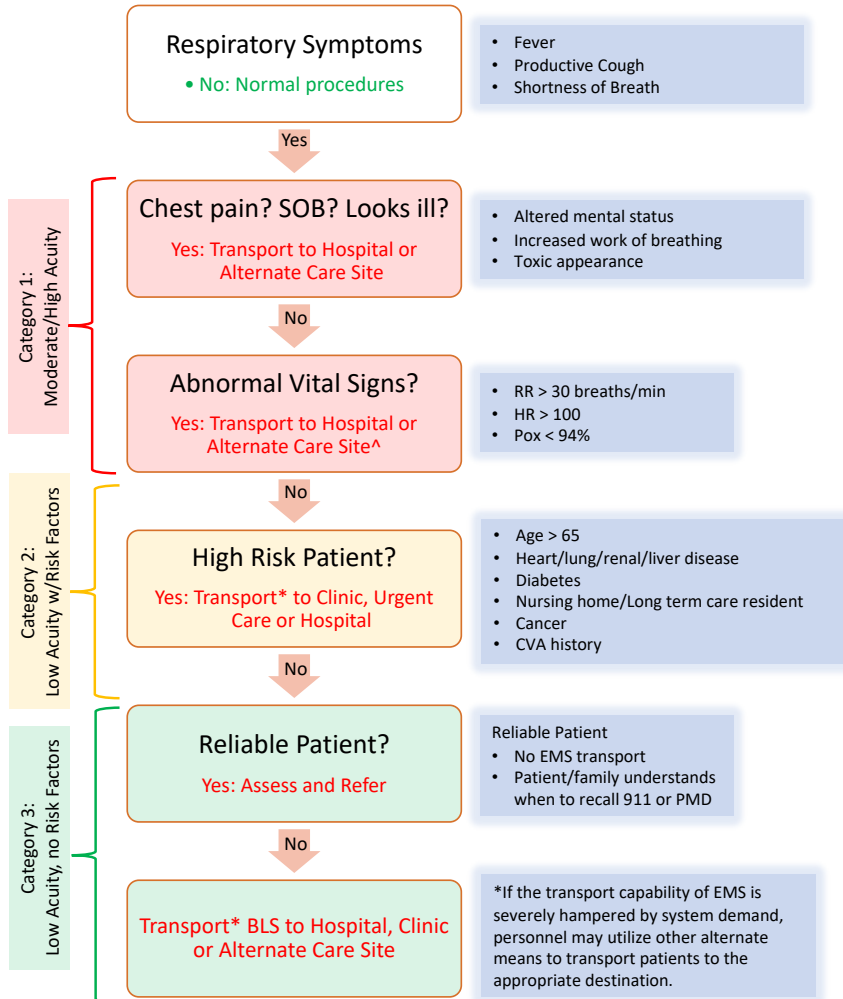 Respiratory Symptoms
• No: Normal procedures
• Fever
• Productive Cough
• Shortness of Breath
Yes
Category 1:
Moderate/High Acuity
Chest pain? SOB? Looks ill?
Yes: Transport to Hospital or
Alternate Care Site
• Altered mental status
• Increased work of breathing
• Toxic appearance
No
Abnormal Vital Signs?
Yes: Transport to Hospital or
Alternate Care Site^
• RR > 30 breaths/min
• HR > 100
• Pox < 94%
No
Category 2:
Low Acuity w/Risk Factors
High Risk Patient?
Yes: Transport* to Clinic, Urgent
Care or Hospital
• Age > 65
• Heart/lung/renal/liver disease
• Diabetes
• Nursing home/Long term care resident
• Cancer
• CVA history
No
Category 3:
Low Acuity, no Risk Factors
Reliable Patient?
Yes: Assess and Refer
Reliable Patient
• No EMS transport
• Patient/family understands
when to recall 911 or PMD
No
Transport* BLS to Hospital, Clinic
or Alternate Care Site
*If the transport capability of EMS is
severely hampered by system demand,
personnel may utilize other alternate
means to transport patients to the
appropriate destination.